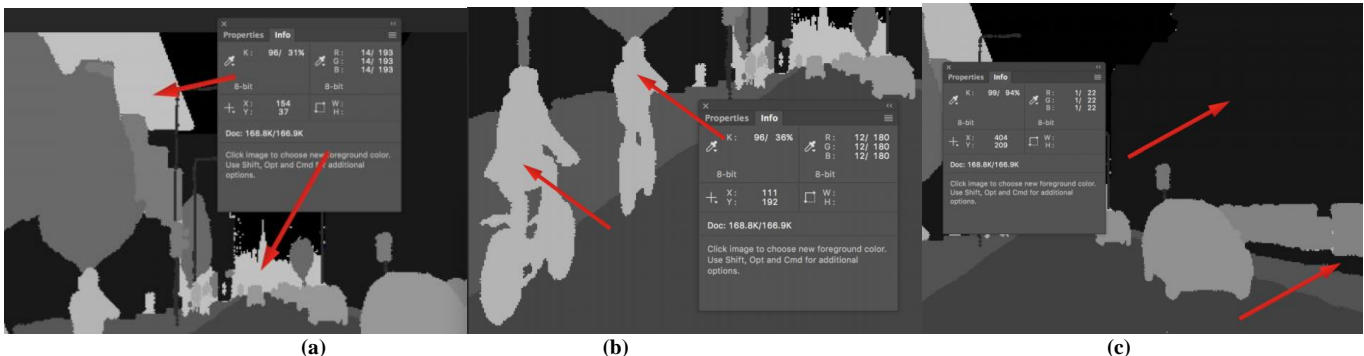 Properties Info
K: 96/ 31%
R: 14/ 193
G: 14/ 193
B: 14/ 193
8-bit
X: 154
Y: 37
W:
H:
Doc: 168.8K/166.9K
Click image to choose new foreground color.
Use Shift, Opt and Cmd for additional
options.
(a)
Properties Info
K: 96/ 36%
R: 12/ 180
G: 12/ 180
B: 12/ 180
8-bit
8-bit
X: 111
Y: 192
W:
H:
Doc: 168.8K/166.9K
Click image to choose new foreground color.
Use Shift, Opt and Cmd for additional
options.
(b)
Properties Info
K: 99/ 94%
R: 1/ 22
G: 1/ 22
B: 1/ 22
8-bit
8-bit
X: 404
Y: 209
W:
H:
Doc: 168.8K/166.9K
Click image to choose new foreground color.
Use Shift, Opt and Cmd for additional
options.
(c)